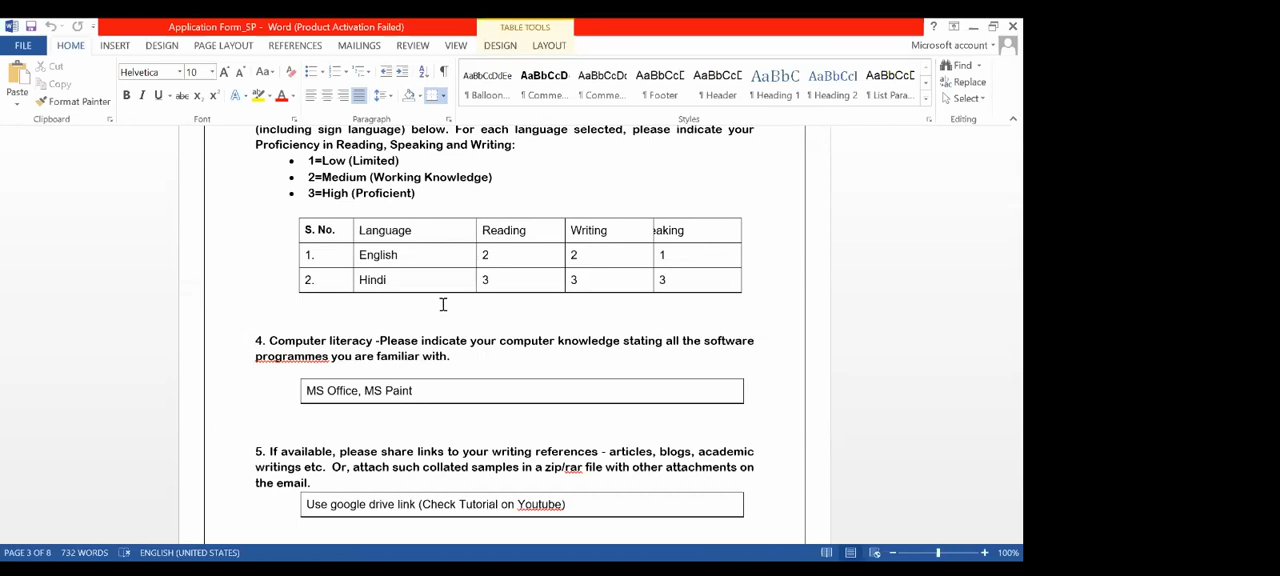 Application Form_SP - Word (Product Activation Failed)
TABLE TOOLS
FILE HOME INSERT DESIGN PAGE LAYOUT REFERENCES MAILINGS REVIEW VIEW DESIGN LAYOUT
Microsoft account
Paste
Cut
Copy
Format Painter
Helvetica 10
AaBbCcDdEe AaBbCcD AaBbCcDc AaBbCcD AaBbCcD AaBbC AaBbCcI AaBbCcD
¶ Balloon... ¶ Comme... ¶ Comme... ¶ Footer ¶ Header ¶ Heading 1 ¶ Heading 2 ¶ List Para...
Find
Replace
Select
Clipboard Font Paragraph Styles Editing
(including sign language) below. For each language selected, please indicate your
Proficiency in Reading, Speaking and Writing:
• 1=Low (Limited)
• 2=Medium (Working Knowledge)
• 3=High (Proficient)
S. No. Language Reading Writing eaking
1. English 2 2 1
2. Hindi 3 3 3
4. Computer literacy -Please indicate your computer knowledge stating all the software
programmes you are familiar with.
MS Office, MS Paint
5. If available, please share links to your writing references - articles, blogs, academic
writings etc. Or, attach such collated samples in a zip/rar file with other attachments on
the email.
Use google drive link (Check Tutorial on Youtube)
PAGE 3 OF 8 732 WORDS ENGLISH (UNITED STATES) 100%